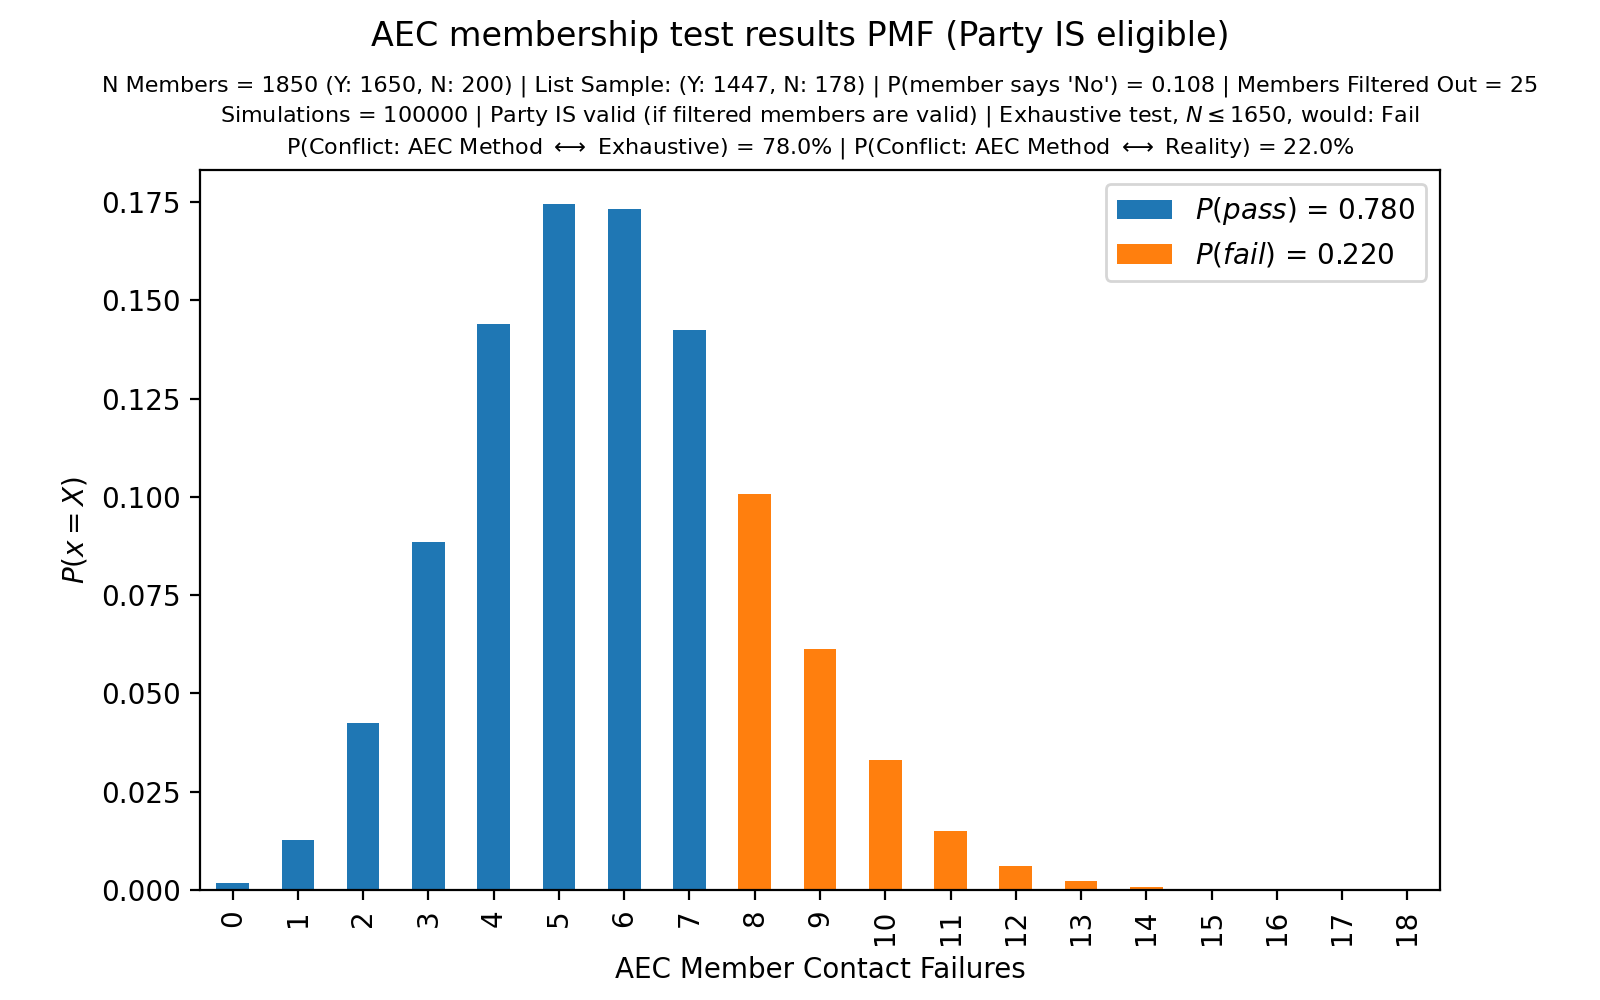 AEC membership test results PMF (Party IS eligible)
N Members = 1850 (Y: 1650, N: 200) | List Sample: (Y: 1447, N: 178) | P(member says 'No') = 0.108 | Members Filtered Out = 25
Simulations = 100000 | Party IS valid (if filtered members are valid) | Exhaustive test, N ≤ 1650, would: Fail
P(Conflict: AEC Method ⟷ Exhaustive) = 78.0% | P(Conflict: AEC Method ⟷ Reality) = 22.0%
P(pass) = 0.780
P(fail) = 0.220
0.175
0.150
0.125
0.100
0.075
0.050
0.025
0.000
P(x = X)
0 1 2 3 4 5 6 7 8 9 10 11 12 13 14 15 16 17 18
AEC Member Contact Failures